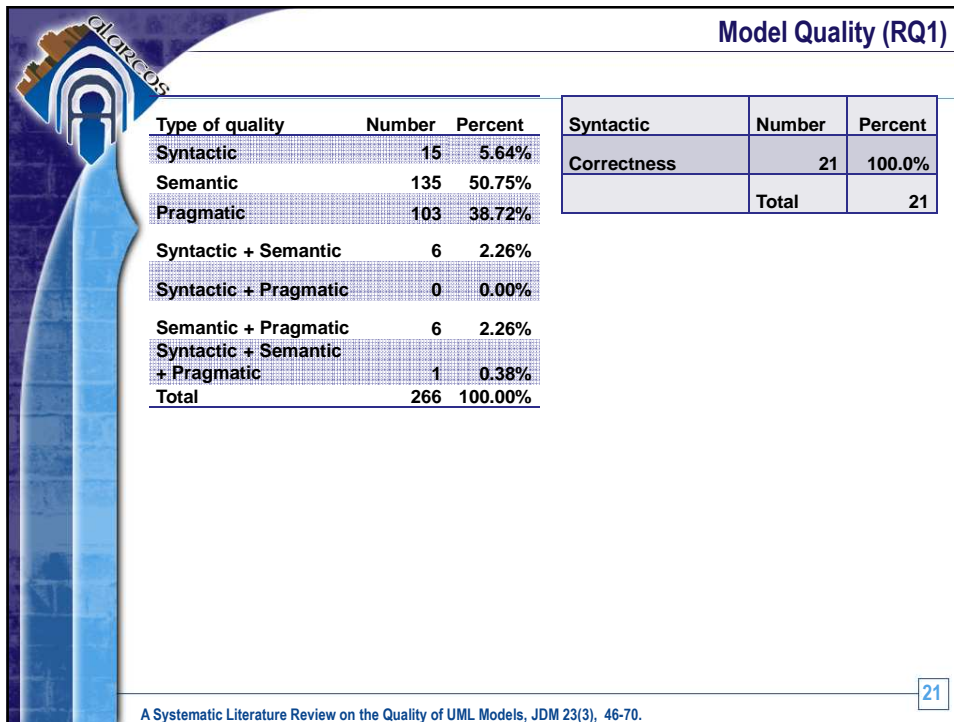 alarcos
Model Quality (RQ1)
Type of quality Number Percent
Syntactic 15 5.64%
Semantic 135 50.75%
Pragmatic 103 38.72%
Syntactic + Semantic 6 2.26%
Syntactic + Pragmatic 0 0.00%
Semantic + Pragmatic 6 2.26%
Syntactic + Semantic
+ Pragmatic 1 0.38%
Total 266 100.00%
Syntactic Number Percent
Correctness 21 100.0%
Total 21
21
A Systematic Literature Review on the Quality of UML Models, JDM 23(3), 46-70.